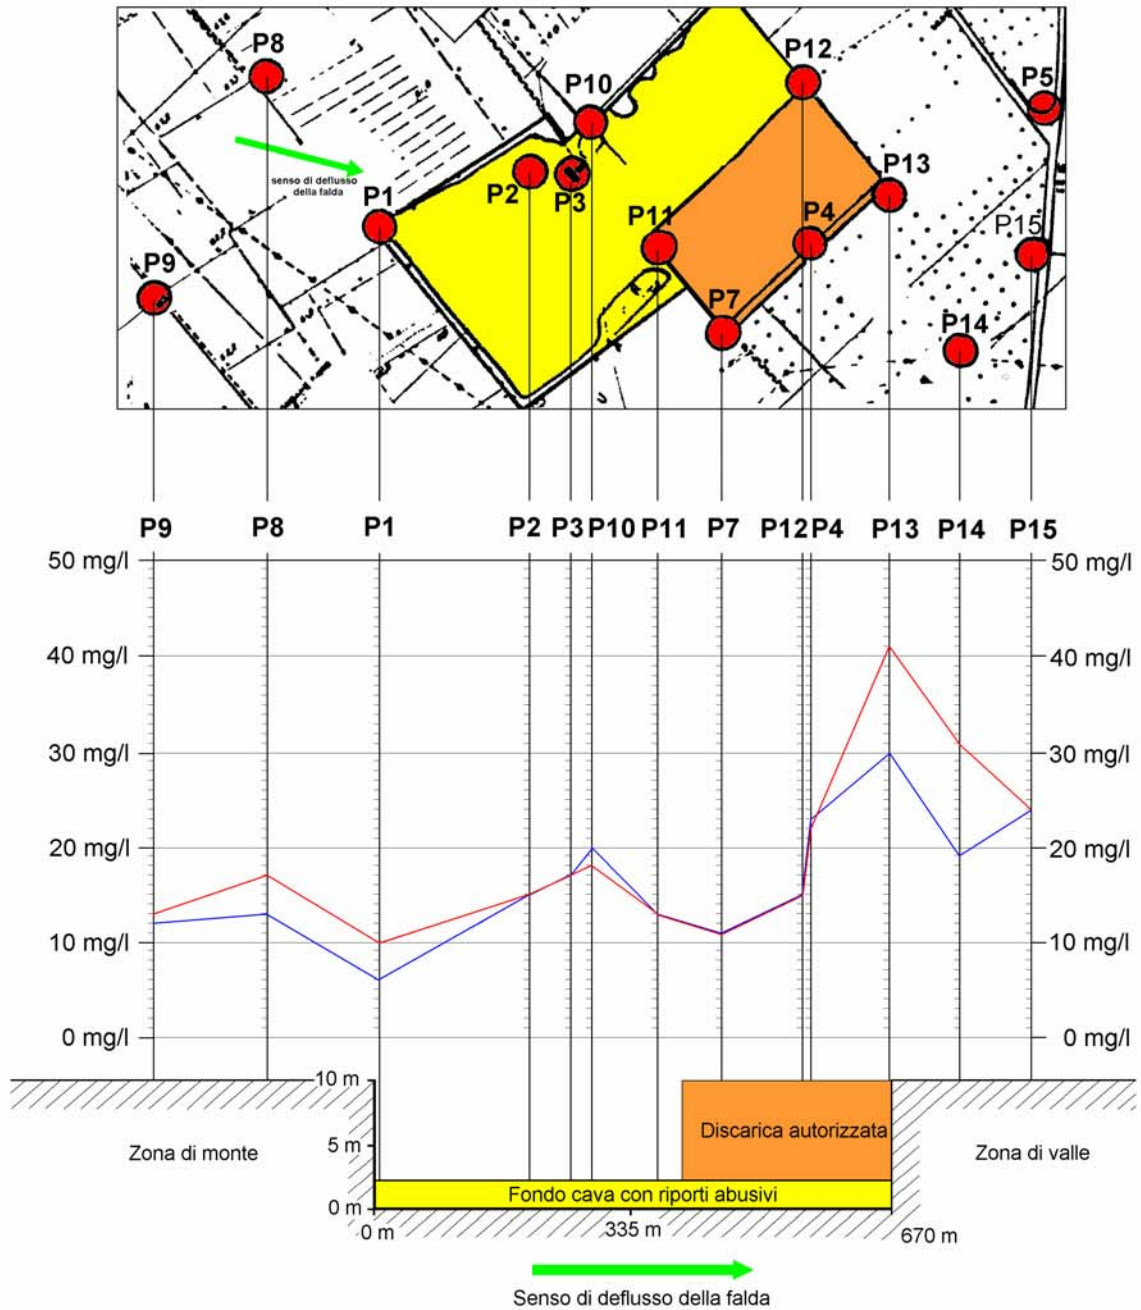 P8
P12
P5
P10
senso di deflusso
della falda
P2
P3
P13
P1
P11
P4
P15
P9
P7
P14
P9 P8 P1 P2 P3 P10 P11 P7 P12 P4 P13 P14 P15
50 mg/l 50 mg/l
40 mg/l 40 mg/l
30 mg/l 30 mg/l
20 mg/l 20 mg/l
10 mg/l 10 mg/l
0 mg/l 0 mg/l
10 m
Discarica autorizzata
Zona di monte 5 m Zona di valle
Fondo cava con riporti abusivi
0 m
0 m 335 m 670 m
Senso di deflusso della falda